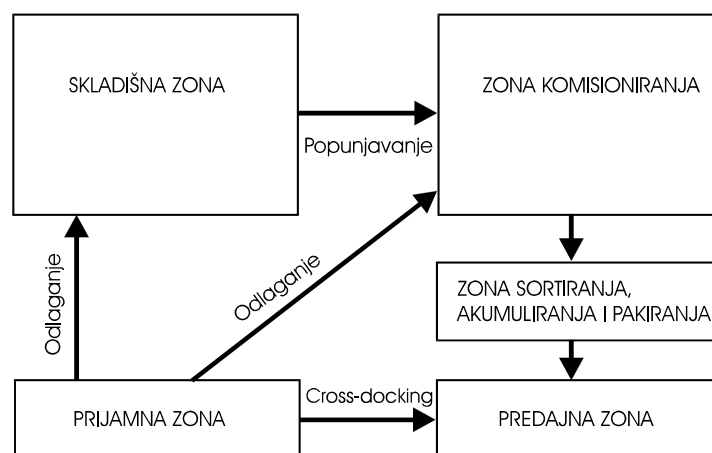 SKLADIŠNA ZONA
ZONA KOMISIONIRANJA
Popunjavanje
Odlaganje
Odlaganje
ZONA SORTIRANJA,
AKUMULIRANJA I PAKIRANJA
Cross-docking
PRIJAMNA ZONA
PREDAJNA ZONA